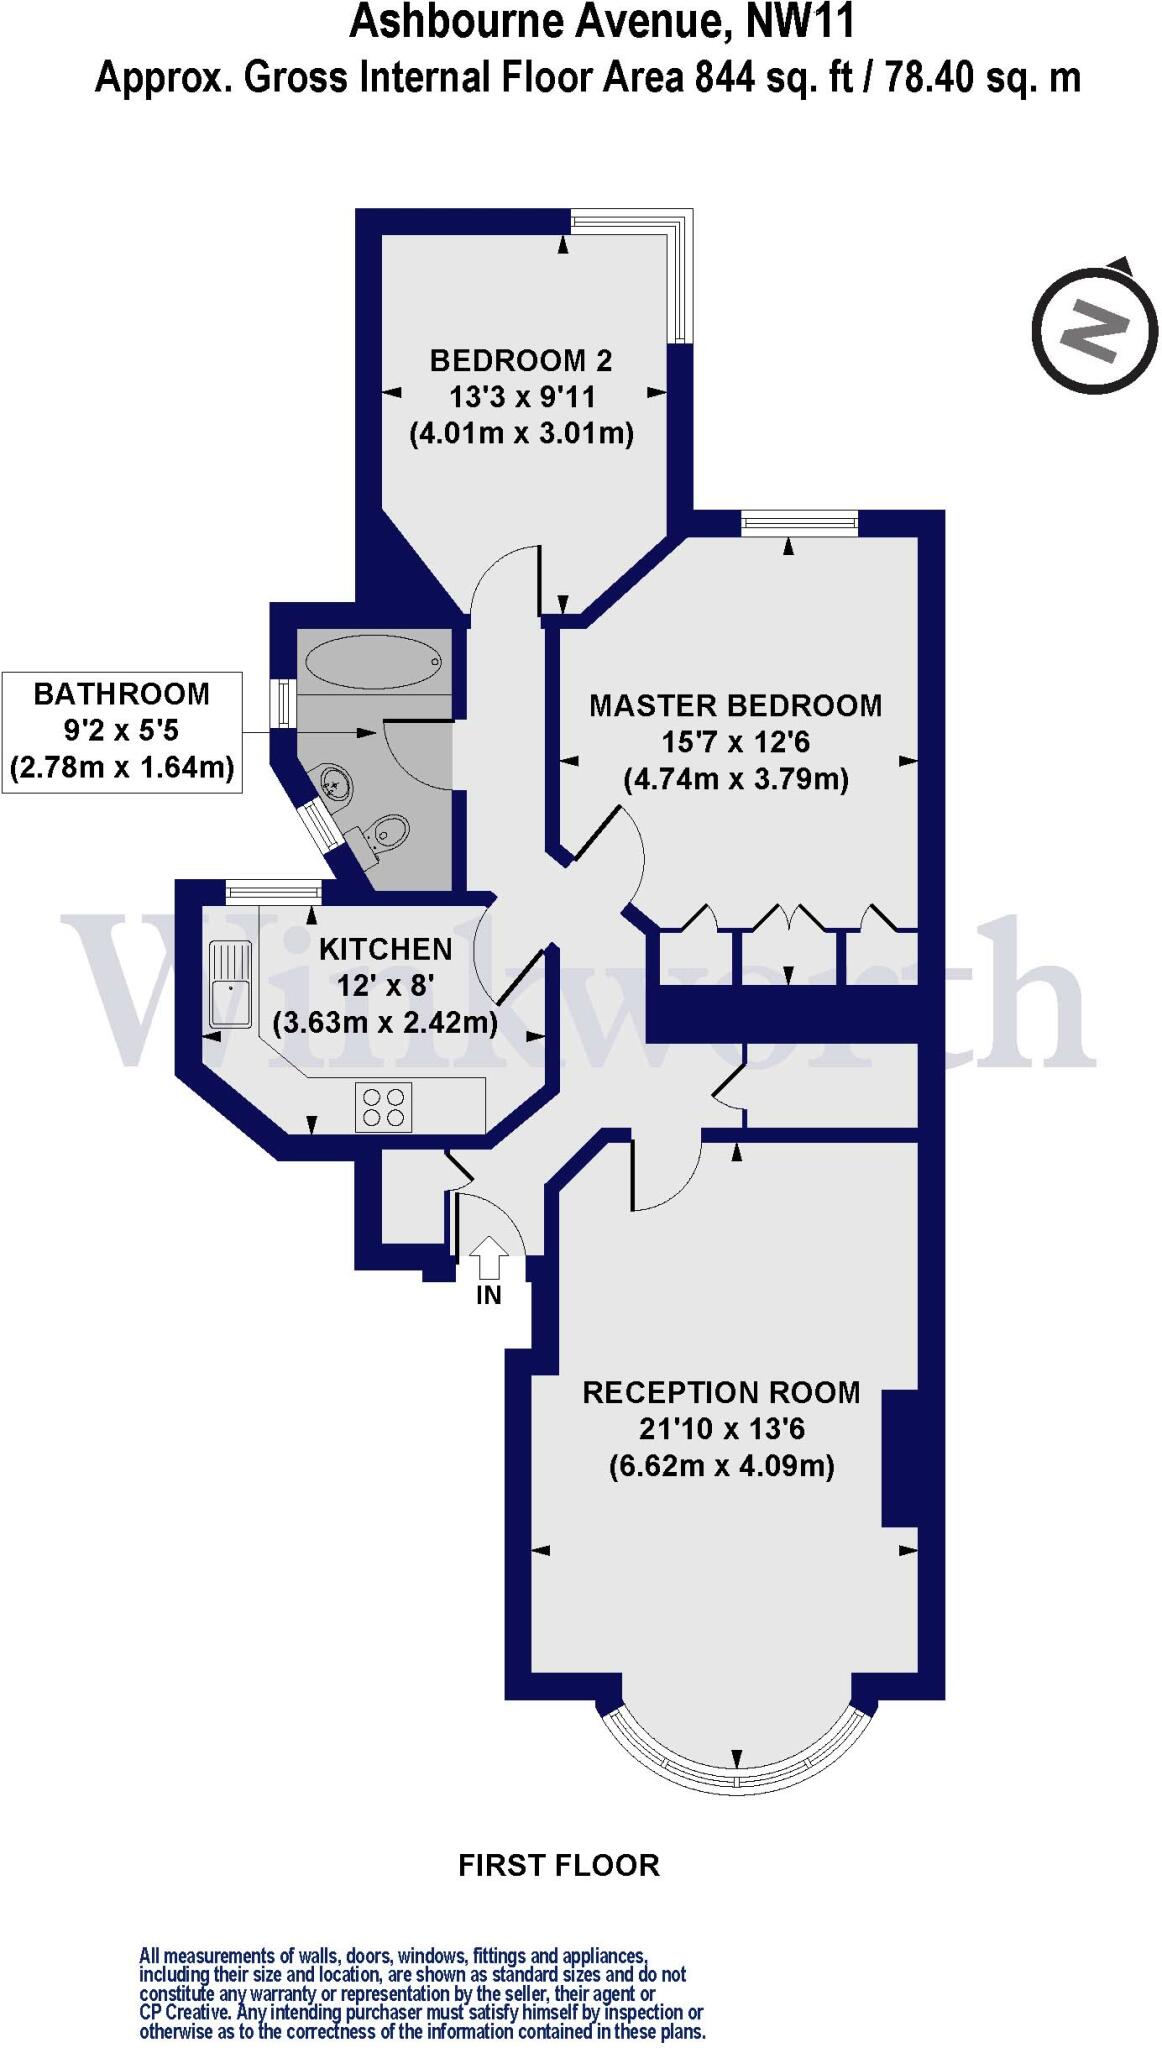 Ashbourne Avenue, NW11
Approx. Gross Internal Floor Area 844 sq. ft / 78.40 sq. m
N
BEDROOM 2
13'3 x 9'11
(4.01m x 3.01m)
BATHROOM
9'2 x 5'5
(2.78m x 1.64m)
MASTER BEDROOM
15'7 x 12'6
(4.74m x 3.79m)
Winkworth
KITCHEN
12' x 8'
(3.63m x 2.42m)
IN
RECEPTION ROOM
21'10 x 13'6
(6.62m x 4.09m)
Winkworth
FIRST FLOOR
All measurements of walls, doors, windows, fittings and appliances,
including their size and location, are shown as standard sizes and do not
constitute any warranty or representation by the seller, their agent or
CP Creative. Any intending purchaser must satisfy himself by inspection or
otherwise as to the correctness of the information contained in these plans.